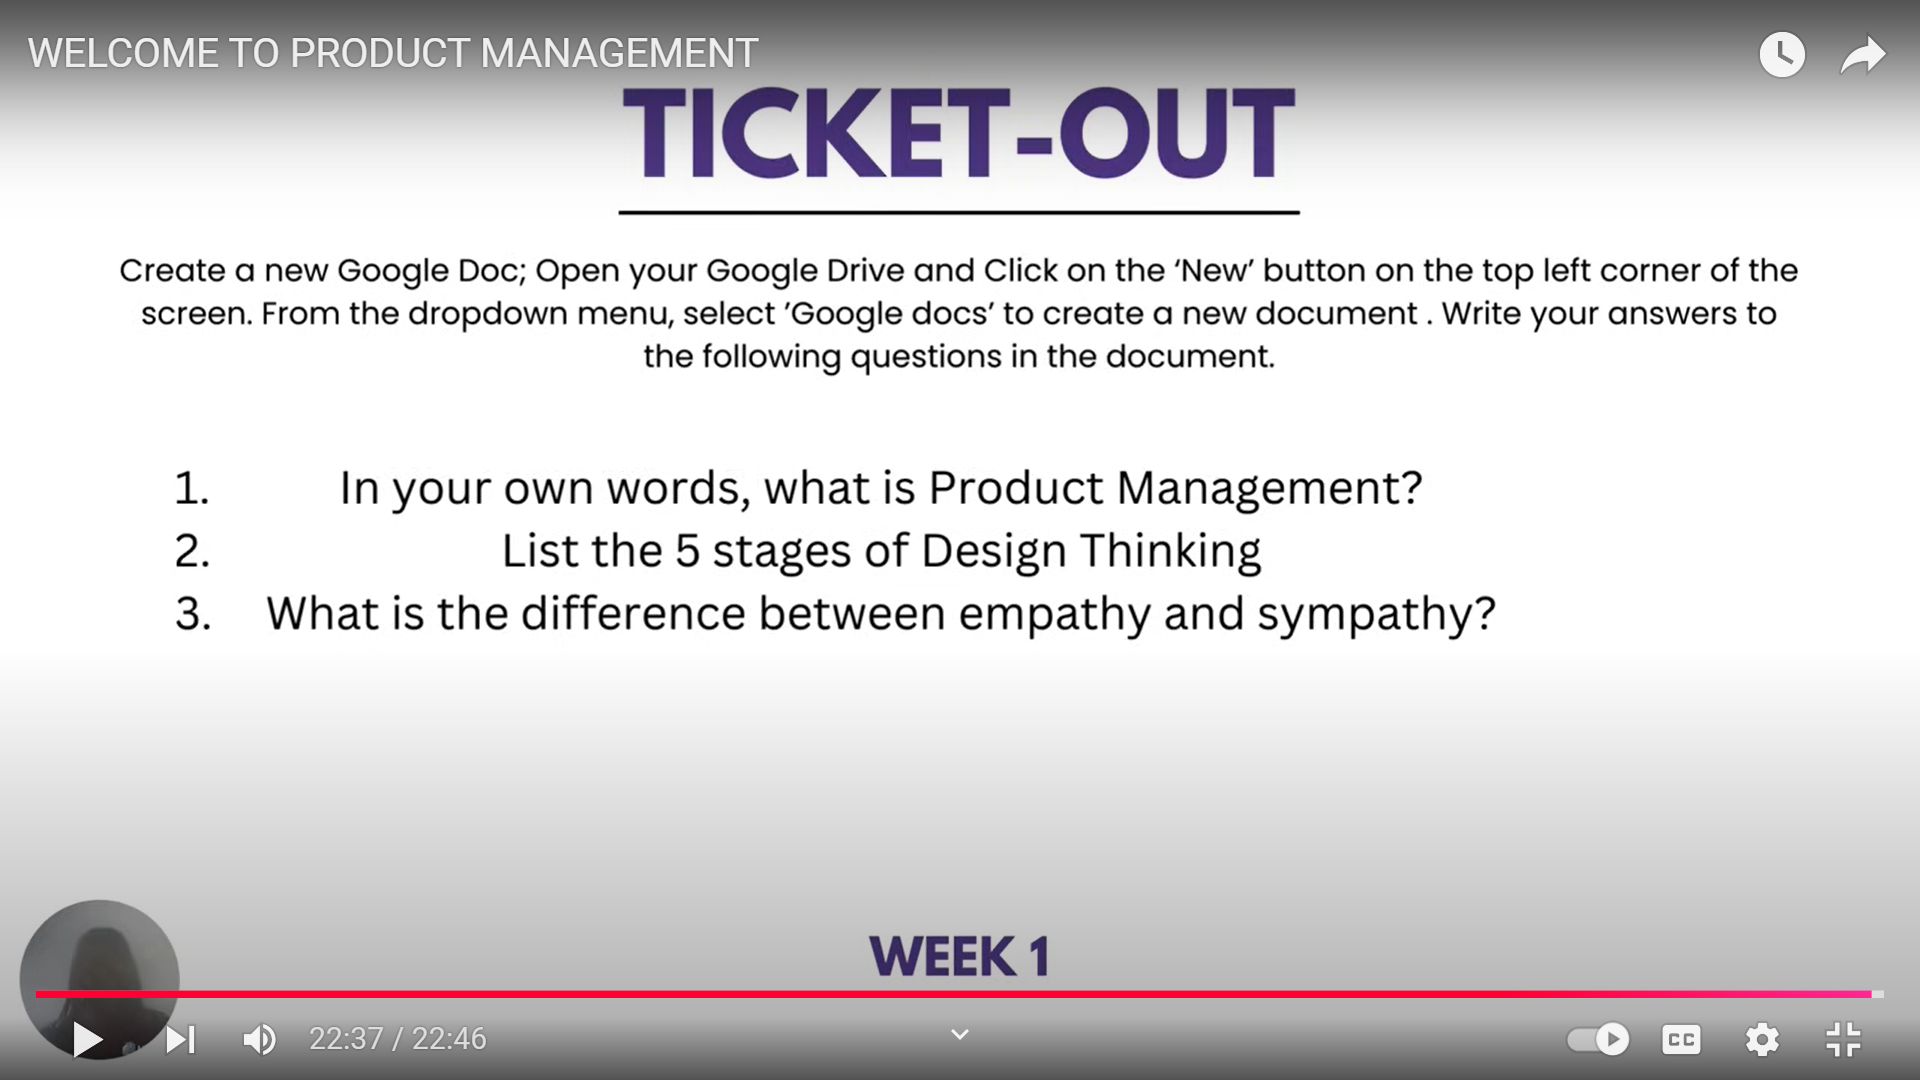 WELCOME TO PRODUCT MANAGEMENT
TICKET-OUT
Create a new Google Doc; Open your Google Drive and Click on the ‘New’ button on the top left corner of the
screen. From the dropdown menu, select ’Google docs’ to create a new document . Write your answers to
the following questions in the document.
1. In your own words, what is Product Management?
2. List the 5 stages of Design Thinking
3. What is the difference between empathy and sympathy?
WEEK 1
22:37 / 22:46
CC